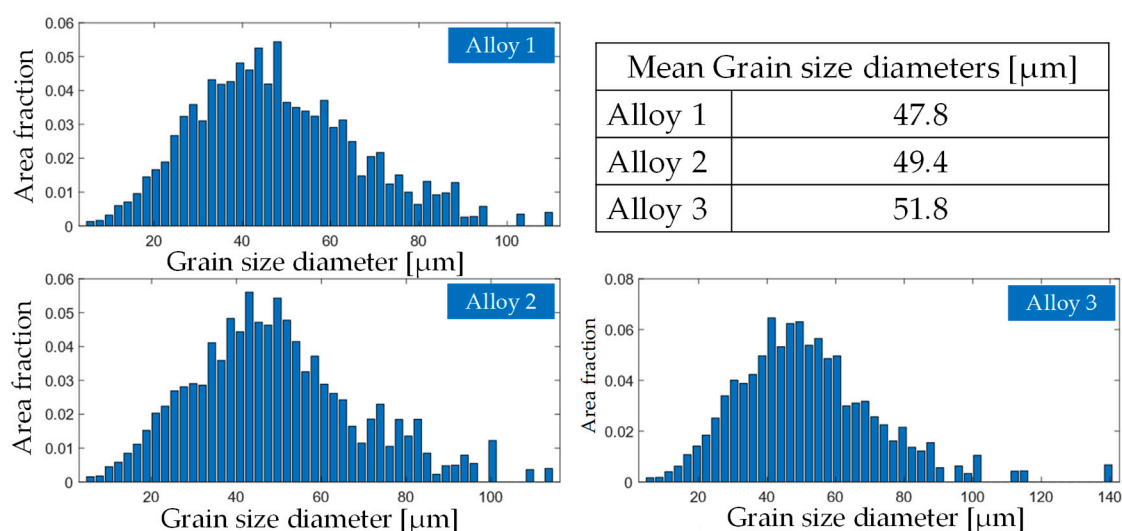 0.06
0.05
0.04
0.03
0.02
0.01
0
Area fraction
Alloy 1
20 40 60 80 100
Grain size diameter [µm]
Mean Grain size diameters [µm]
Alloy 1 47.8
Alloy 2 49.4
Alloy 3 51.8
0.06
0.05
0.04
0.03
0.02
0.01
0
Area fraction
Alloy 2
20 40 60 80 100
Grain size diameter [µm]
0.08
0.06
0.04
0.02
0
Area fraction
Alloy 3
20 40 60 80 100 120 140
Grain size diameter [µm]